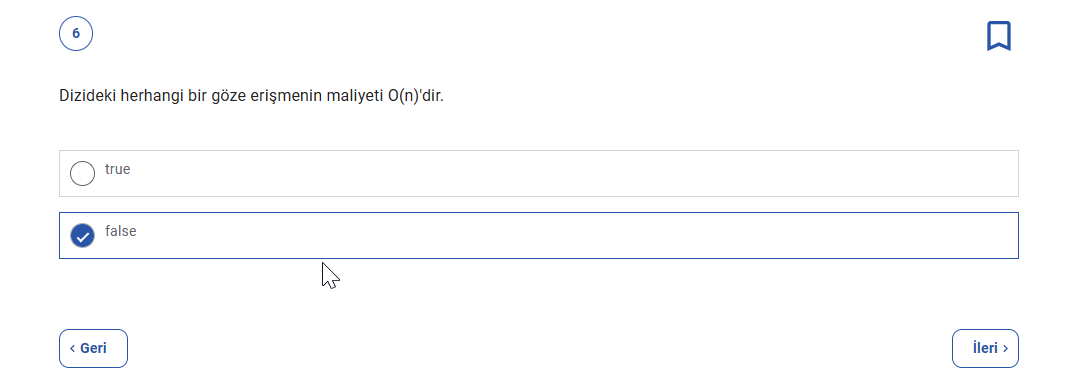 6
Dizideki herhangi bir göze erişmenin maliyeti O(n)'dir.
true
false
‹ Geri
İleri ›